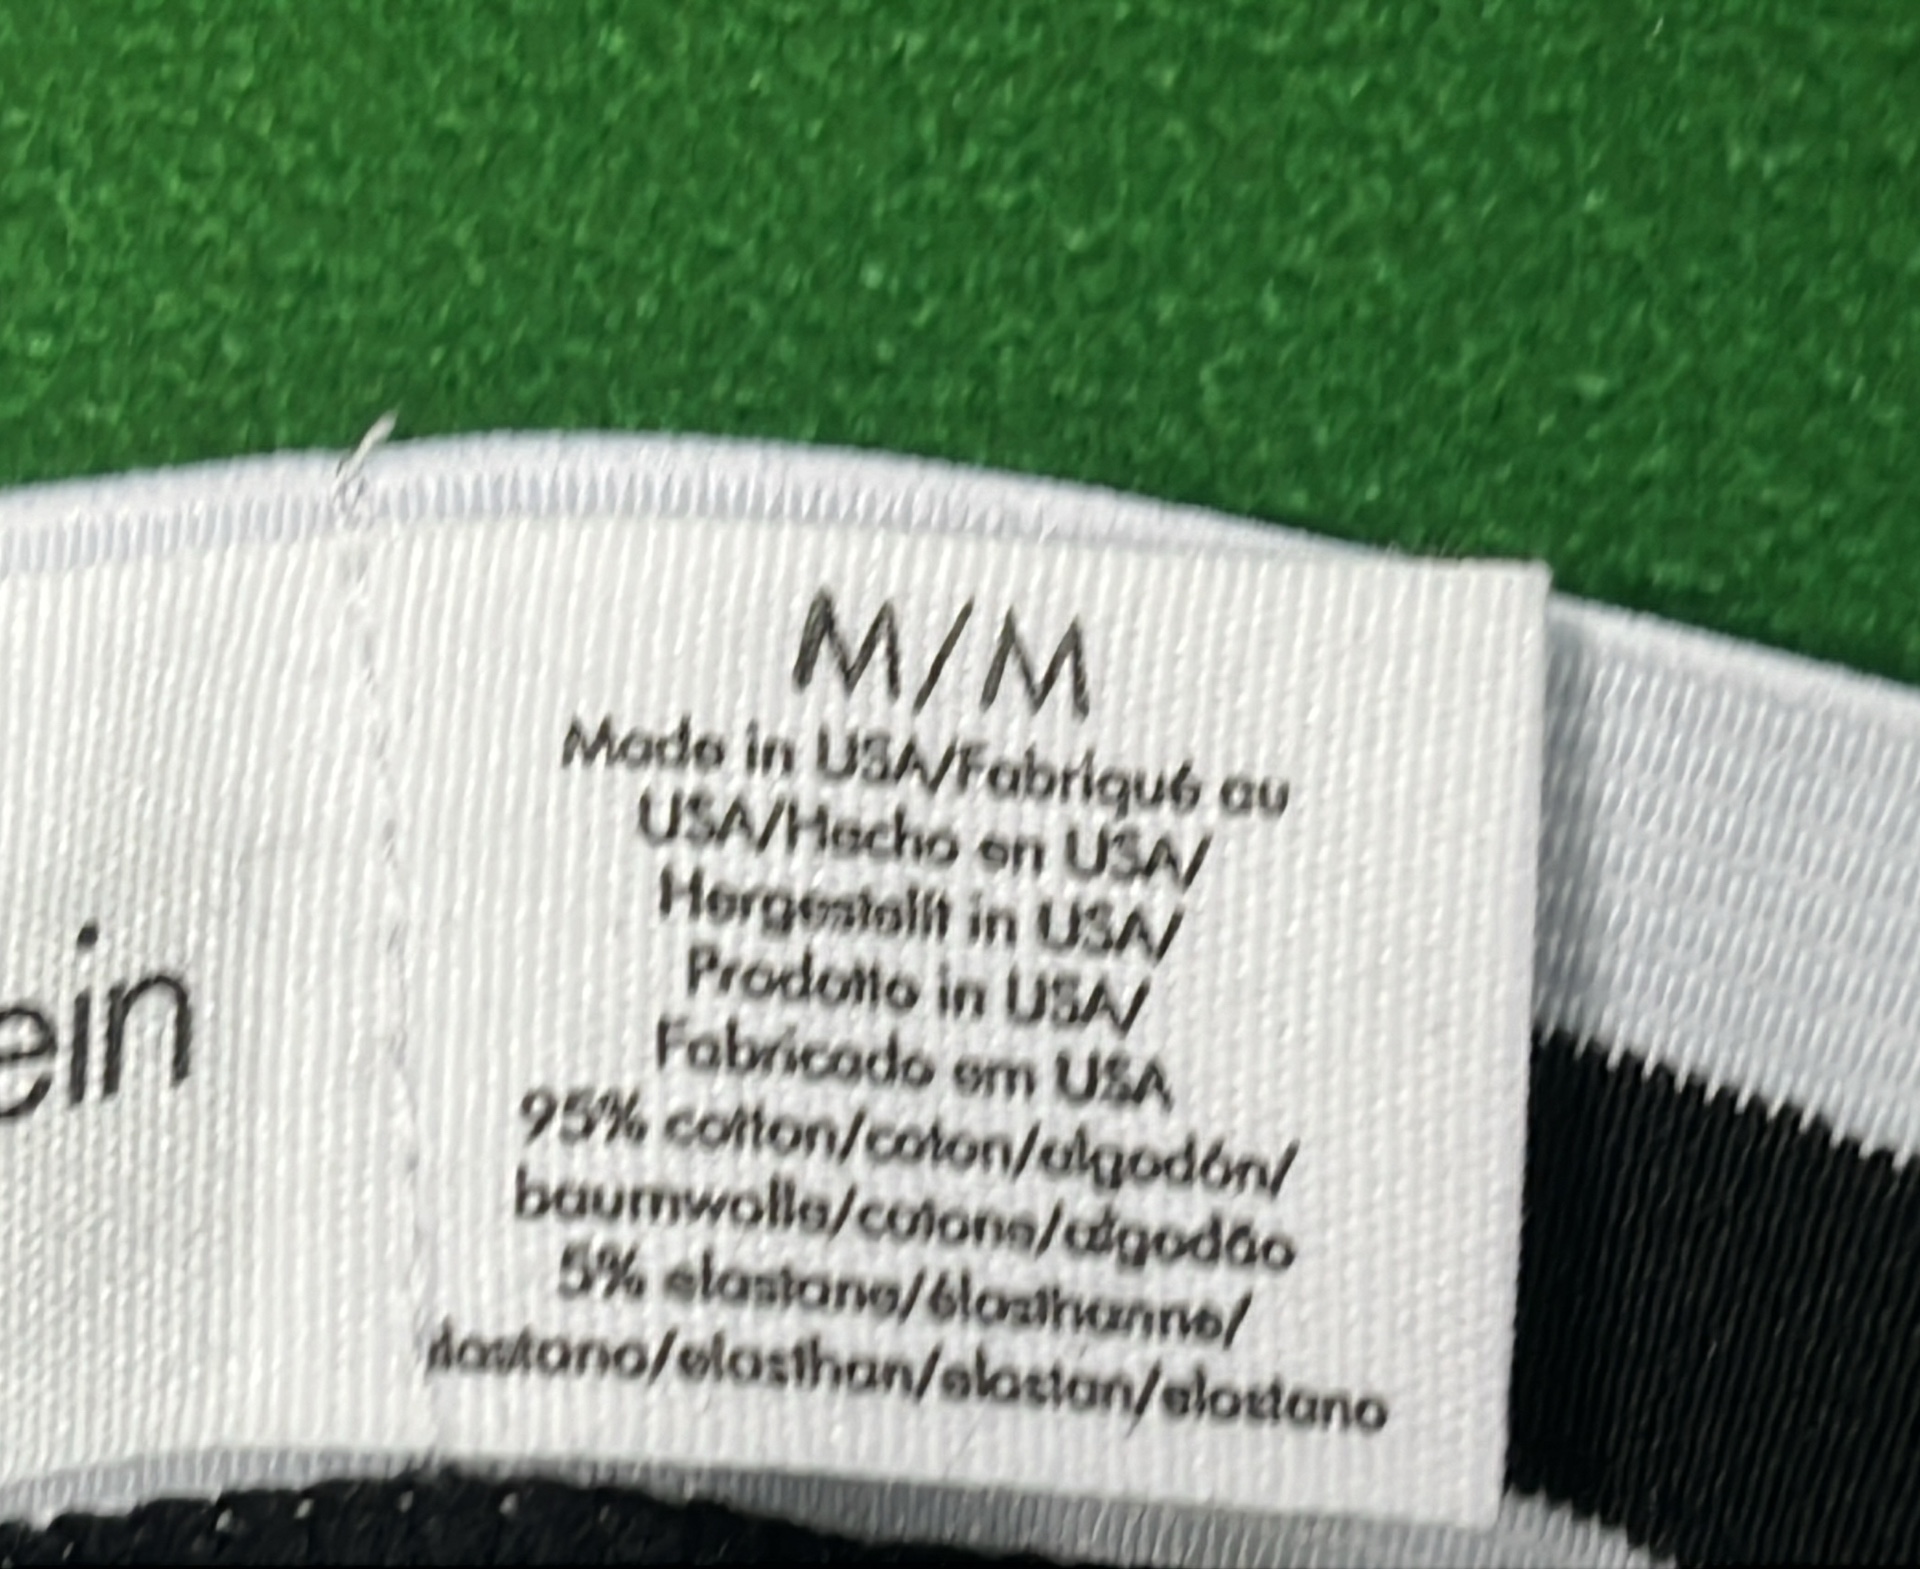 M/M
Made in USA/Fabriqué au
USA/Hecho en USA/
Hergestellt in USA/
Prodotto in USA/
Fabricado em USA
95% cotton/coton/algodón/
baumwolle/cotone/algodão
5% elastane/élasthanne/
elastano/elasthan/elastan/elastano
ein